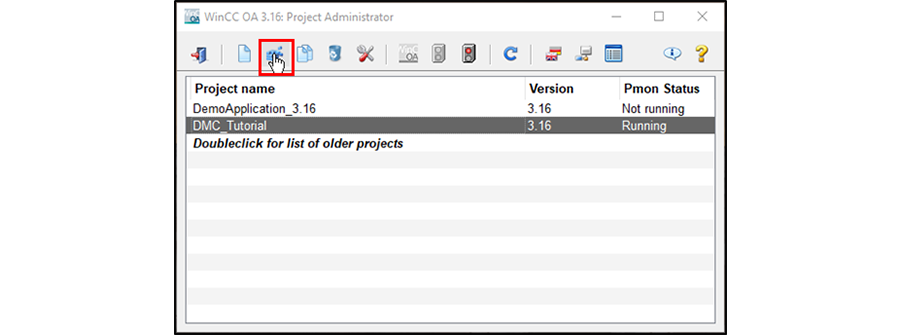 WinCC OA 3.16: Project Administrator
OA
Project name Version Pmon Status
DemoApplication_3.16 3.16 Not running
DMC_Tutorial 3.16 Running
Doubleclick for list of older projects